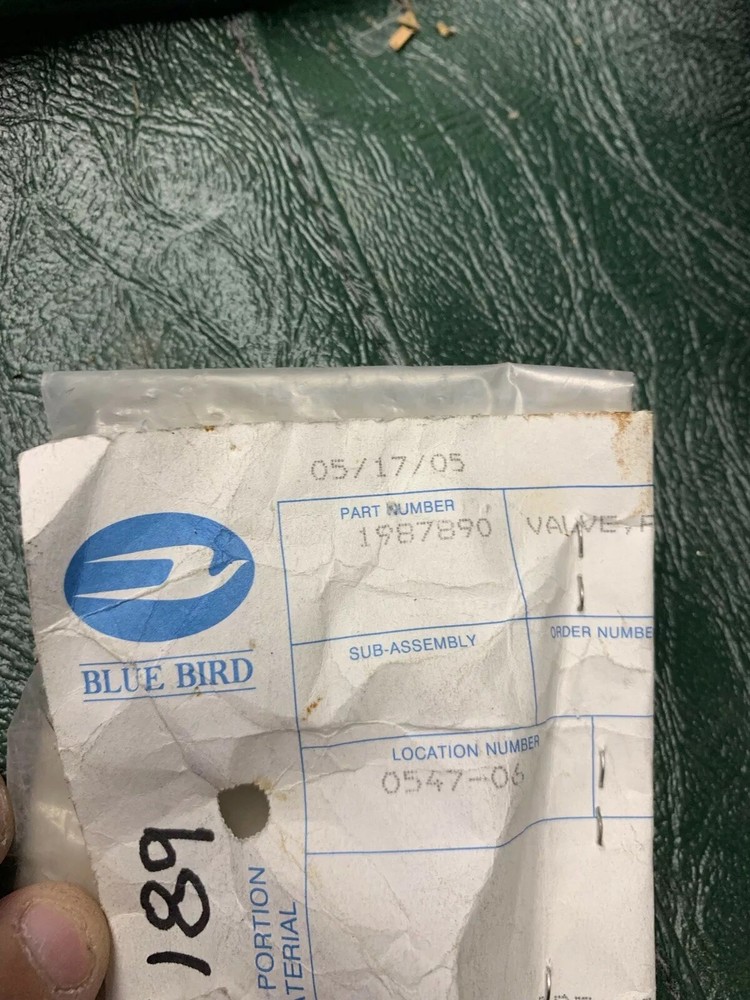 05/17/05
PART NUMBER
1987890
VALVE,F
SUB-ASSEMBLY
ORDER NUMBE
BLUE BIRD
LOCATION NUMBER
0547-06
189
PORTION
ATERIAL